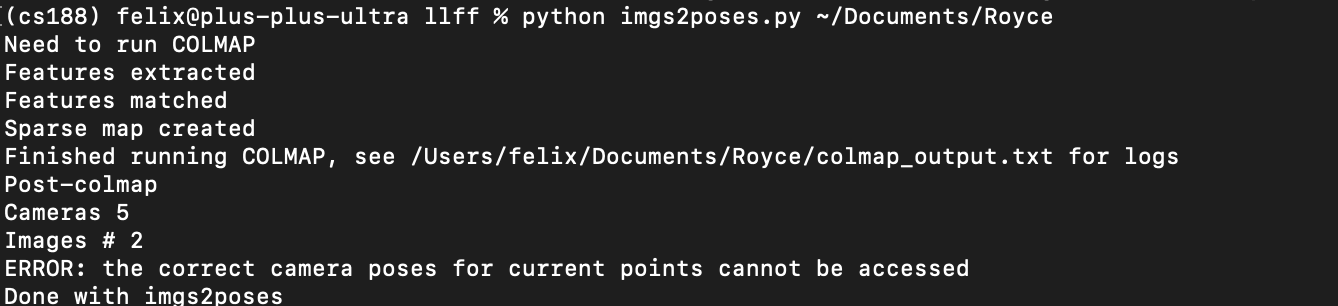 (cs188) felix@plus-plus-ultra llff % python imgs2poses.py ~/Documents/Royce
Need to run COLMAP
Features extracted
Features matched
Sparse map created
Finished running COLMAP, see /Users/felix/Documents/Royce/colmap_output.txt for logs
Post-colmap
Cameras 5
Images # 2
ERROR: the correct camera poses for current points cannot be accessed
Done with imgs2poses